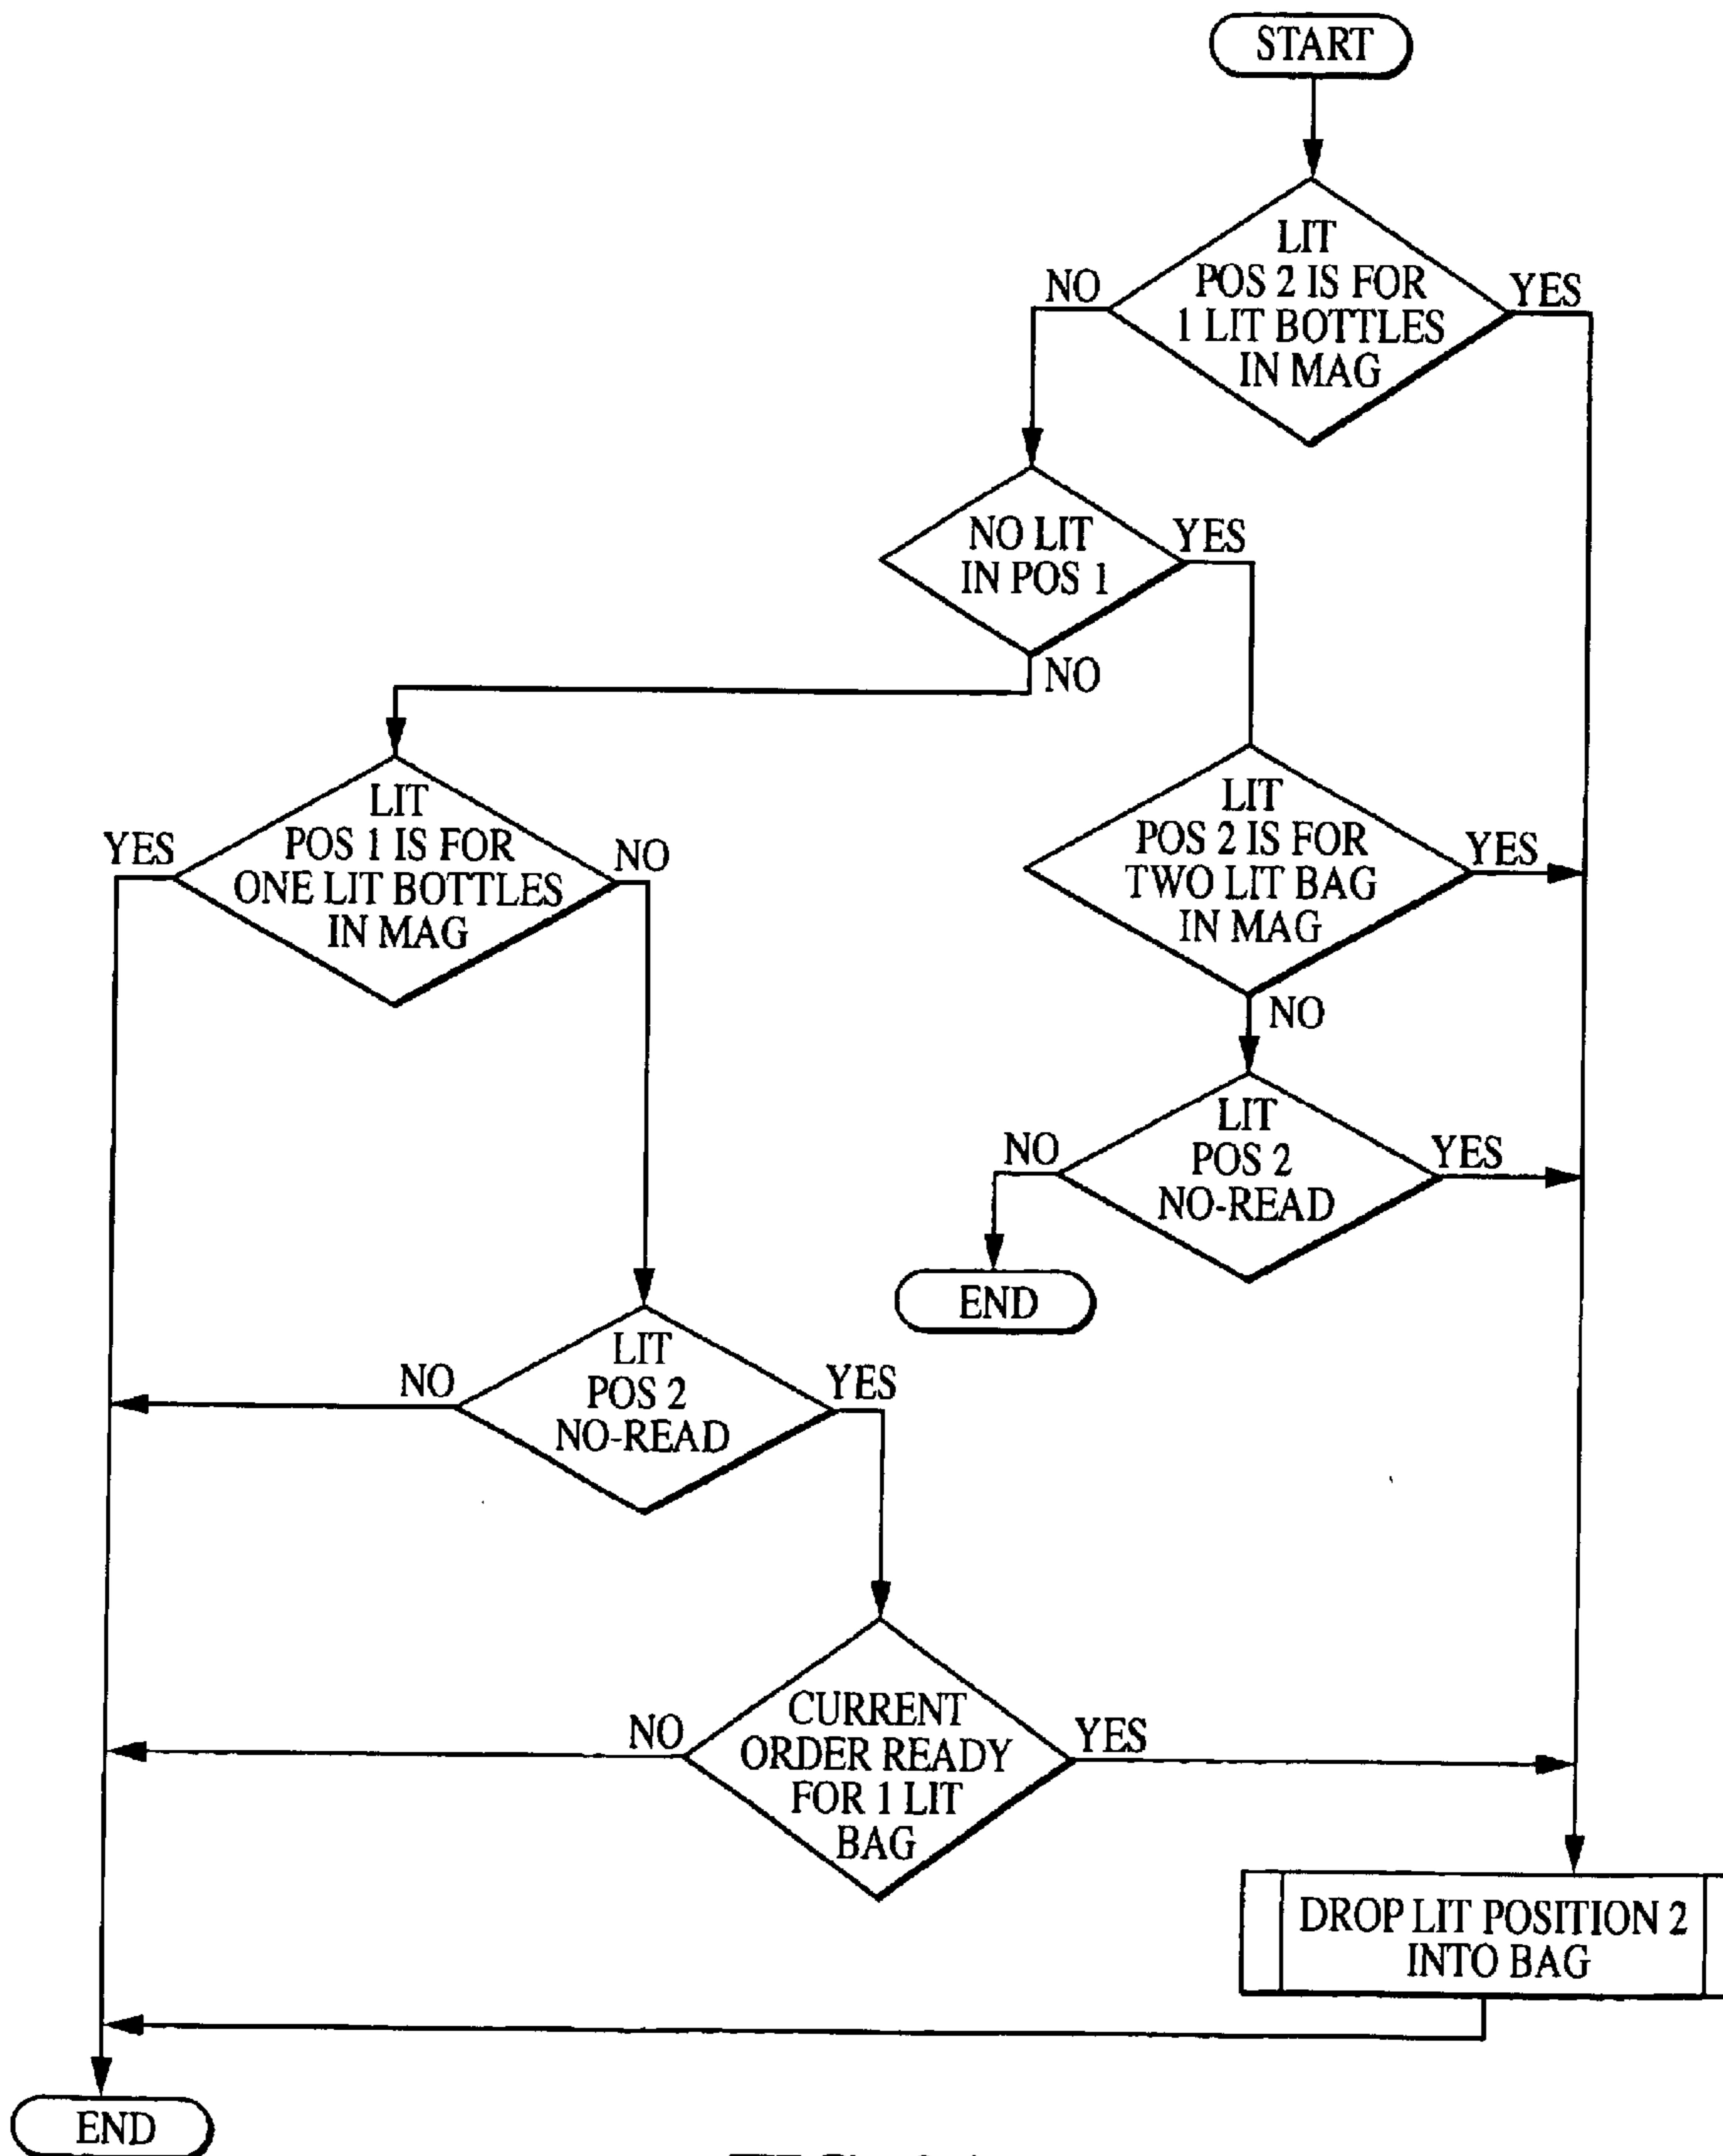 START
LIT
POS 2 IS FOR
1 LIT BOTTLES
IN MAG
NO
YES
NO LIT
IN POS 1
YES
NO
LIT
POS 1 IS FOR
ONE LIT BOTTLES
IN MAG
YES
NO
LIT
POS 2 IS FOR
TWO LIT BAG
IN MAG
YES
NO
LIT
POS 2
NO-READ
NO
YES
END
LIT
POS 2
NO-READ
NO
YES
CURRENT
ORDER READY
FOR 1 LIT
BAG
NO
YES
DROP LIT POSITION 2
INTO BAG
END